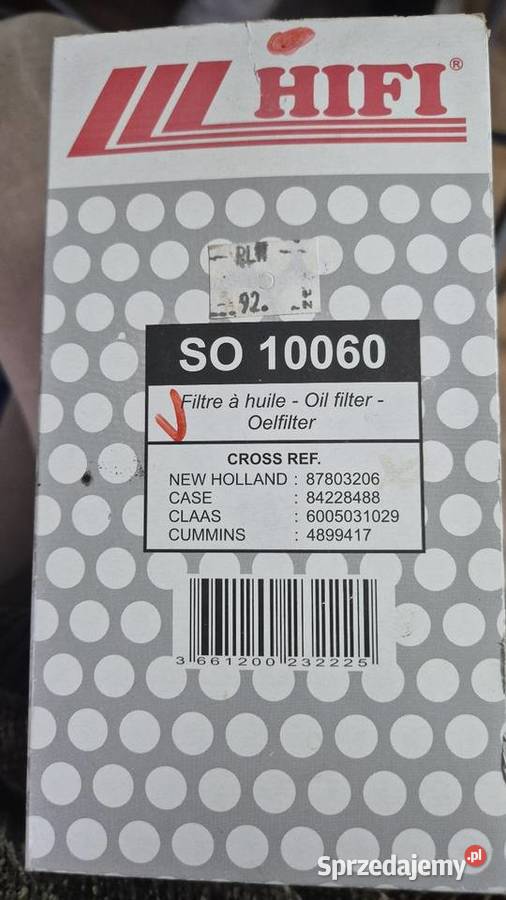 HIFI®
RLW
92.
SO 10060
Filtre à huile - Oil filter -
Oelfilter
CROSS REF.
NEW HOLLAND : 87803206
CASE : 84228488
CLAAS : 6005031029
CUMMINS : 4899417
3 661200 232225
Sprzedajemy.pl